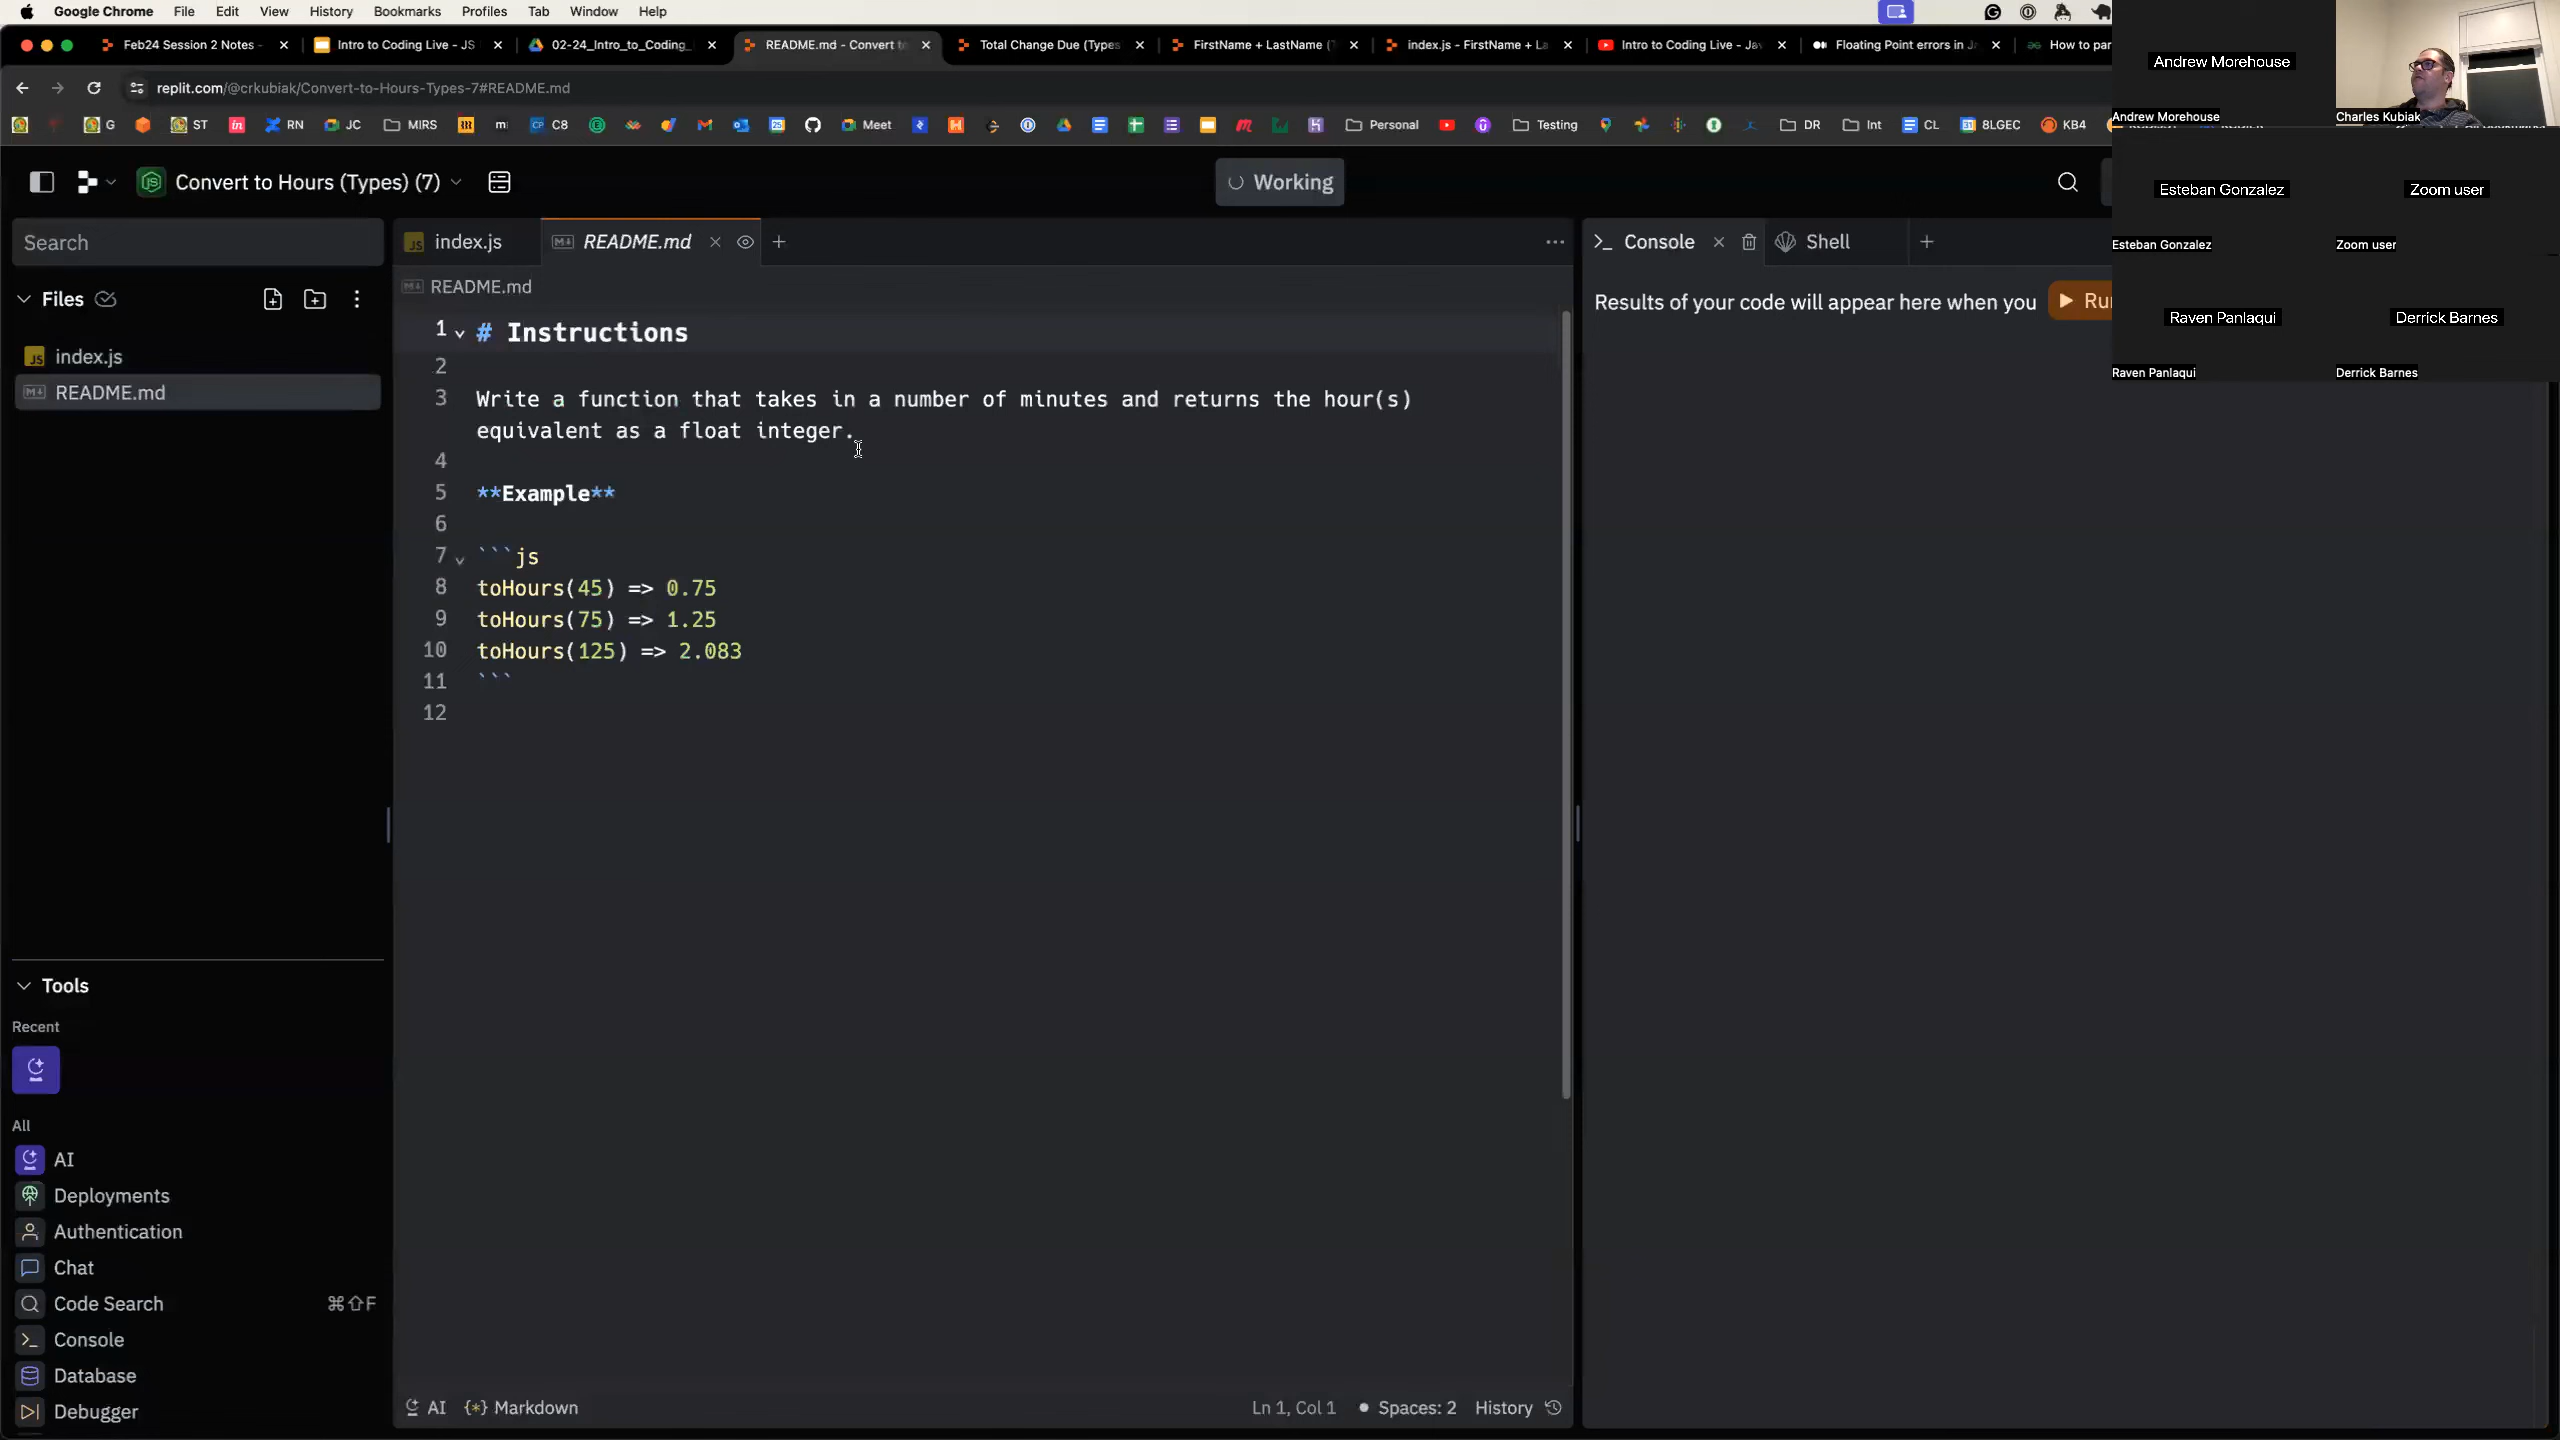 Google Chrome File Edit View History Bookmarks Profiles Tab Window Help
Feb24 Session 2 Notes - Intro to Coding Live - JS 02-24_Intro_to_Coding_ README.md - Convert to Total Change Due (Types FirstName + LastName (T index.js - FirstName + La Intro to Coding Live - Jav Floating Point errors in Ja How to par
replit.com/@crkubiak/Convert-to-Hours-Types-7#README.md
G ST RN JC MIRS C8 Meet Personal Testing DR Int CL 8LGEC KB4
Andrew Morehouse
Andrew Morehouse
Charles Kubiak
Esteban Gonzalez
Zoom user
Esteban Gonzalez
Zoom user
Raven Panlaqui
Derrick Barnes
Raven Panlaqui
Derrick Barnes
Convert to Hours (Types) (7)
Working
Search
Files
index.js
README.md
index.js README.md
README.md
1 # Instructions
2
3 Write a function that takes in a number of minutes and returns the hour(s)
equivalent as a float integer.
4
5 **Example**
6
7 ```js
8 toHours(45) => 0.75
9 toHours(75) => 1.25
10 toHours(125) => 2.083
11 ```
12
Console Shell
Results of your code will appear here when you Run
Tools
Recent
All
AI
Deployments
Authentication
Chat
Code Search ⌘⇧F
Console
Database
Debugger
AI {*} Markdown Ln 1, Col 1 Spaces: 2 History